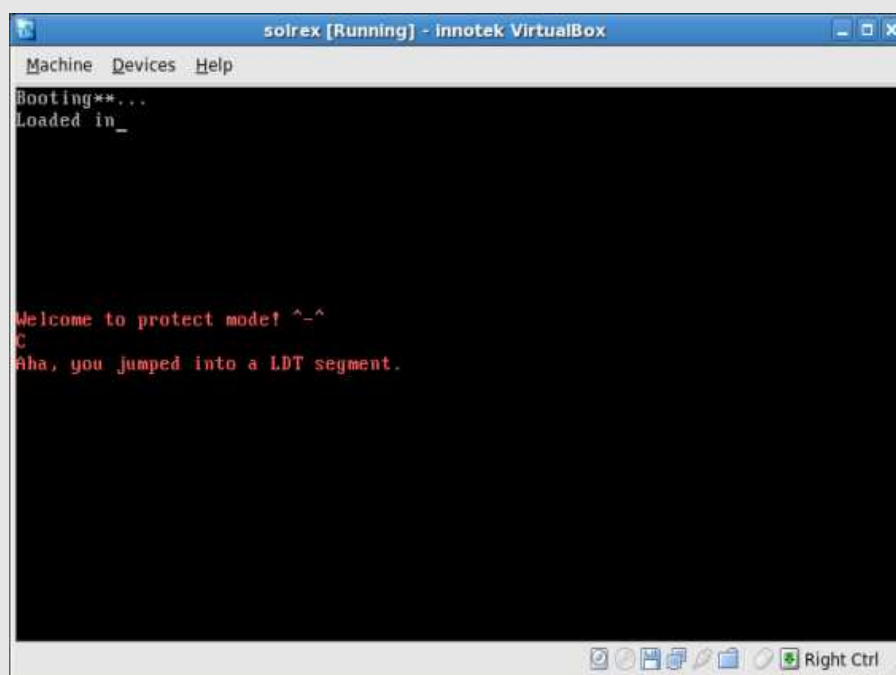 solrex [Running] - innotek VirtualBox
Machine Devices Help
Booting**...
Loaded in_
Welcome to protect mode! ^-^
C
Aha, you jumped into a LDT segment.
Right Ctrl